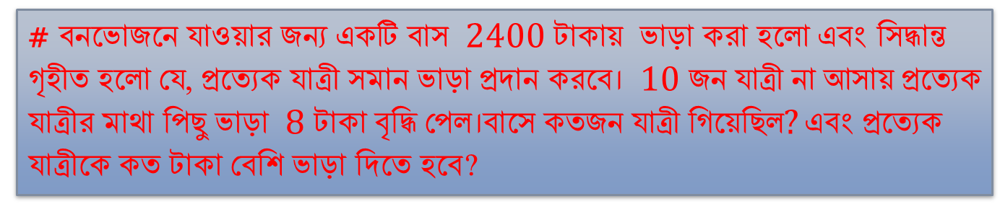 # বনভোজনে যাওয়ার জন্য একটি বাস 2400 টাকায় ভাড়া করা হলো এবং সিদ্ধান্ত
গৃহীত হলো যে, প্রত্যেক যাত্রী সমান ভাড়া প্রদান করবে। 10 জন যাত্রী না আসায় প্রত্যেক
যাত্রীর মাথা পিছু ভাড়া 8 টাকা বৃদ্ধি পেল।বাসে কতজন যাত্রী গিয়েছিল? এবং প্রত্যেক
যাত্রীকে কত টাকা বেশি ভাড়া দিতে হবে?